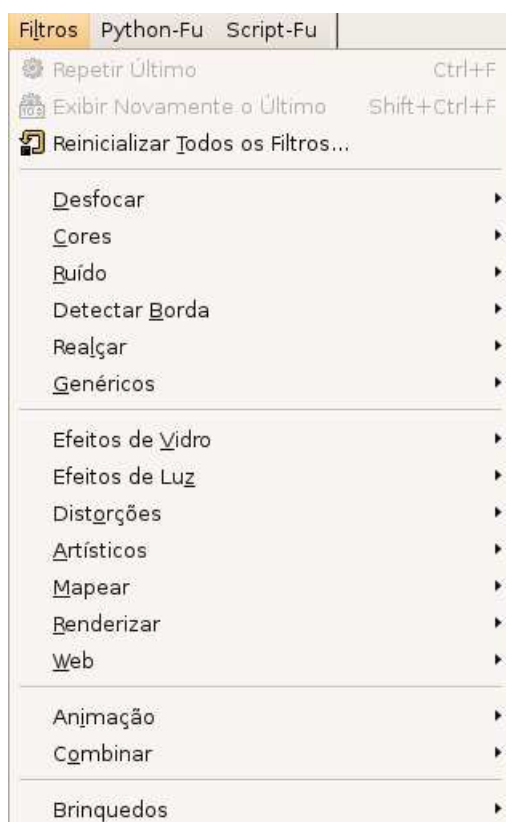 Filtros Python-Fu Script-Fu
Repetir Último Ctrl+F
Exibir Novamente o Último Shift+Ctrl+F
Reinicializar Todos os Filtros...
Desfocar
Cores
Ruído
Detectar Borda
Realçar
Genéricos
Efeitos de Vidro
Efeitos de Luz
Distorções
Artísticos
Mapear
Renderizar
Web
Animação
Combinar
Brinquedos